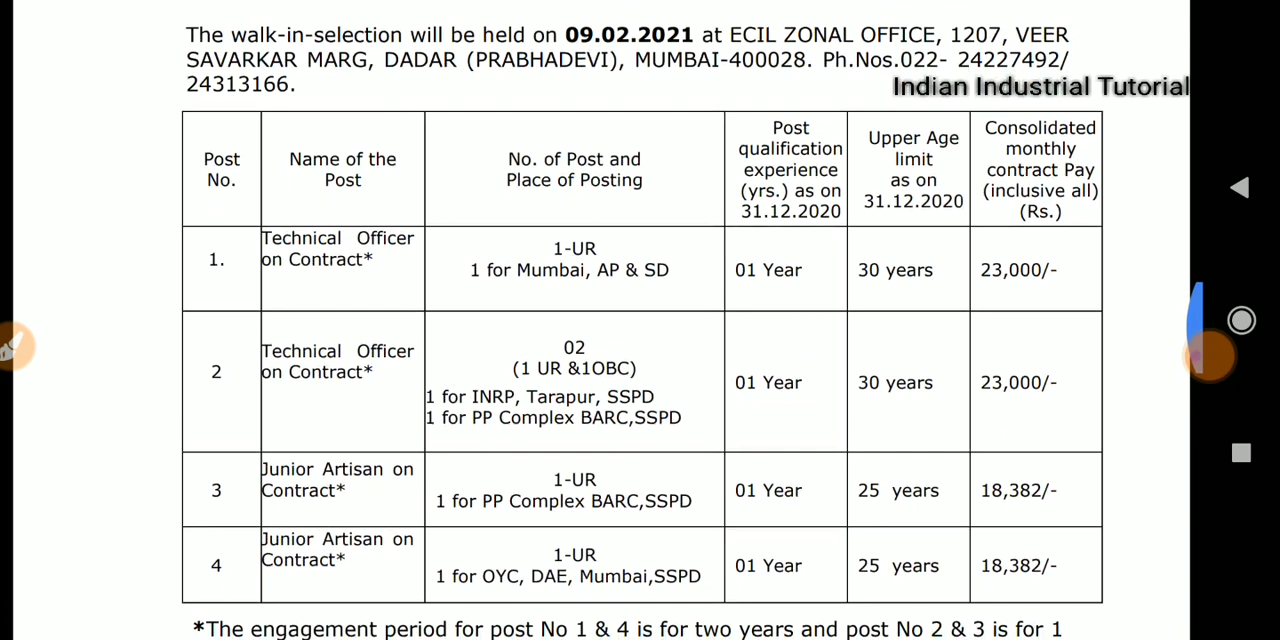 The walk-in-selection will be held on 09.02.2021 at ECIL ZONAL OFFICE, 1207, VEER
SAVARKAR MARG, DADAR (PRABHADEVI), MUMBAI-400028. Ph.Nos.022- 24227492/
24313166.
Indian Industrial Tutorial
Post
No.
Name of the
Post
No. of Post and
Place of Posting
Post
qualification
experience
(yrs.) as on
31.12.2020
Upper Age
limit
as on
31.12.2020
Consolidated
monthly
contract Pay
(inclusive all)
(Rs.)
1.
Technical Officer
on Contract*
1-UR
1 for Mumbai, AP & SD
01 Year
30 years
23,000/-
2
Technical Officer
on Contract*
02
(1 UR &1OBC)
1 for INRP, Tarapur, SSPD
1 for PP Complex BARC,SSPD
01 Year
30 years
23,000/-
3
Junior Artisan on
Contract*
1-UR
1 for PP Complex BARC,SSPD
01 Year
25 years
18,382/-
4
Junior Artisan on
Contract*
1-UR
1 for OYC, DAE, Mumbai,SSPD
01 Year
25 years
18,382/-
*The engagement period for post No 1 & 4 is for two years and post No 2 & 3 is for 1